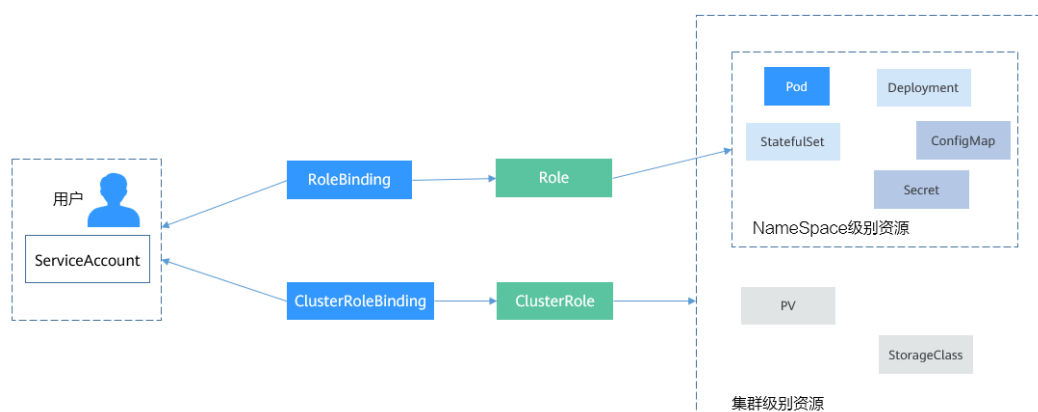 用户
ServiceAccount
RoleBinding
Role
ClusterRoleBinding
ClusterRole
Pod
Deployment
StatefulSet
ConfigMap
Secret
NameSpace级别资源
PV
StorageClass
集群级别资源